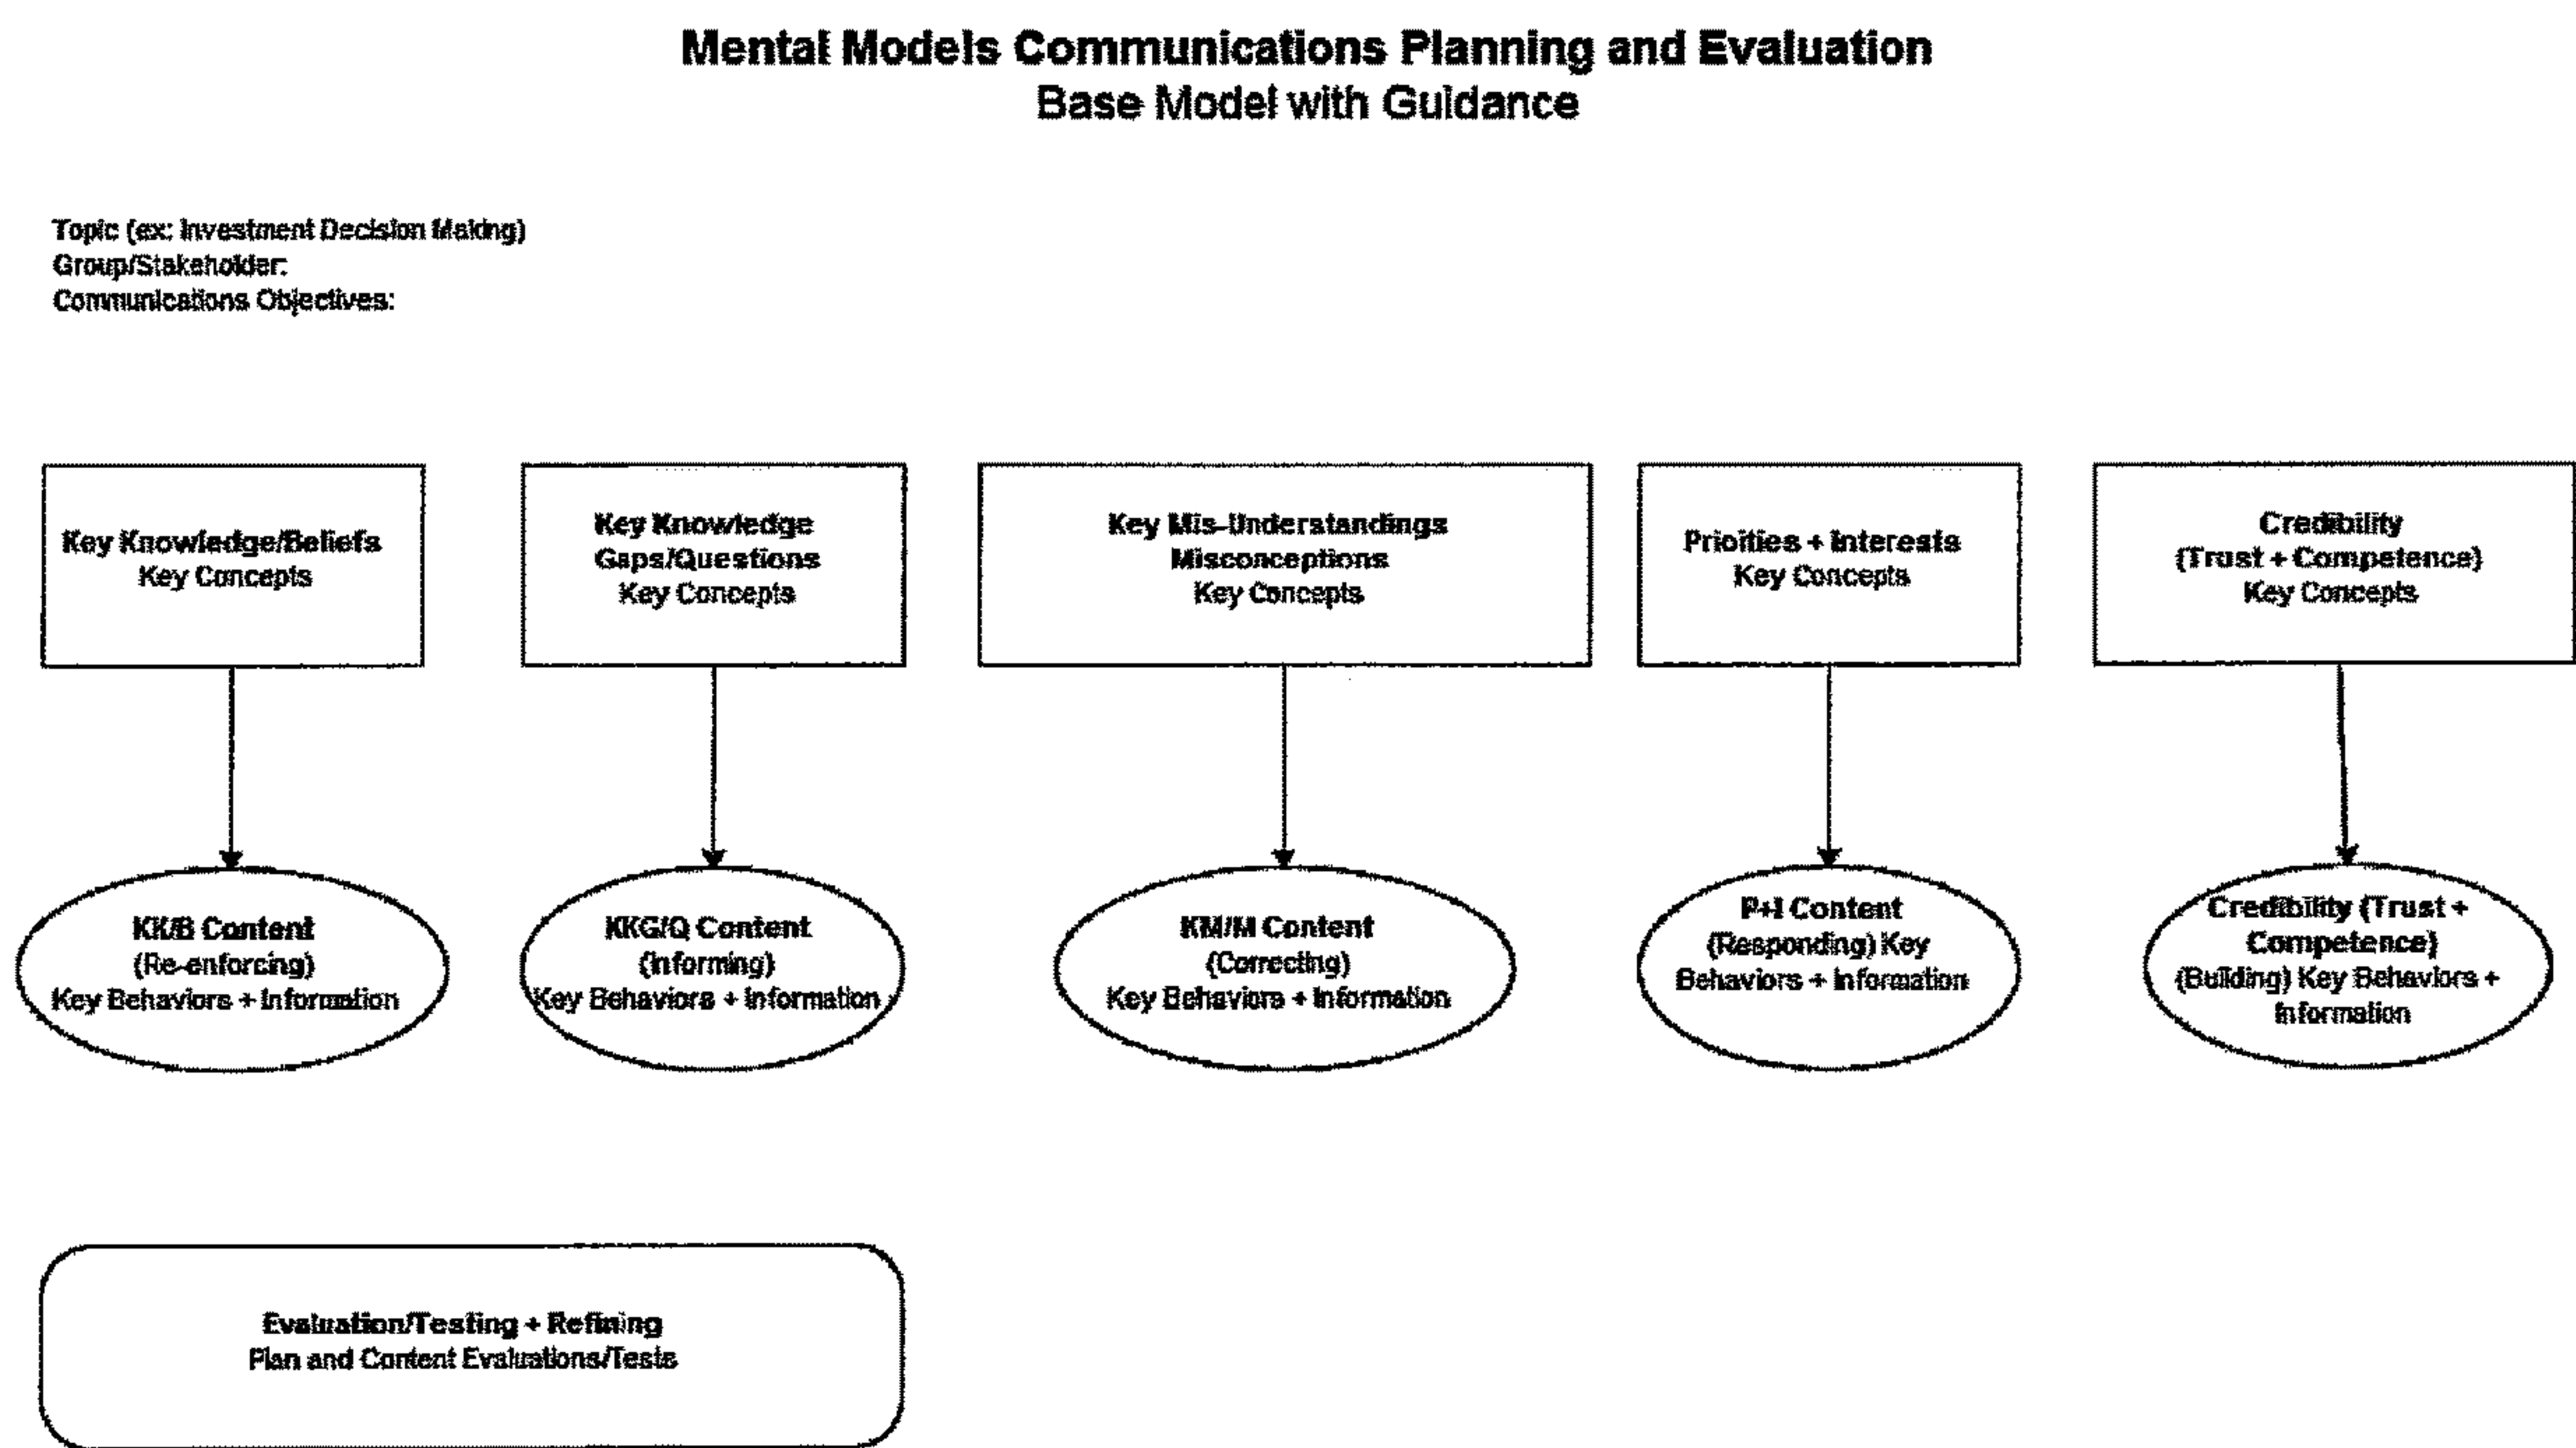 Mental Models Communications Planning and Evaluation
Base Model with Guidance
Topic (ex: Investment Decision Making)
Group/Stakeholder:
Communications Objectives:
Key Knowledge/Beliefs
Key Concepts
Key Knowledge
Gaps/Questions
Key Concepts
Key Mis-Understandings
Misconceptions
Key Concepts
Prioities + Interests
Key Concepts
Credibility
(Trust + Competence)
Key Concepts
KK/B Content
(Re-enforcing)
Key Behaviors + Information
KKG/Q Content
(Informing)
Key Behaviors + Information
KM/M Content
(Correcting)
Key Behaviors + Information
P+I Content
(Responding) Key
Behaviors + Information
Credibility (Trust +
Competence)
(Building) Key Behaviors +
Information
Evaluation/Testing + Refining
Plan and Content Evaluations/Tests